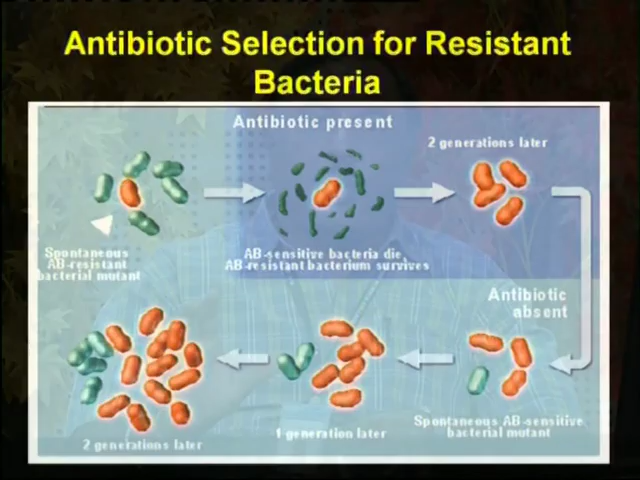 Antibiotic Selection for Resistant
Bacteria
Antibiotic present
2 generations later
Spontaneous
AB-resistant
bacterial mutant
AB-sensitive bacteria die,
AB-resistant bacterium survives
Antibiotic
absent
Spontaneous AB-sensitive
bacterial mutant
1 generation later
2 generations later